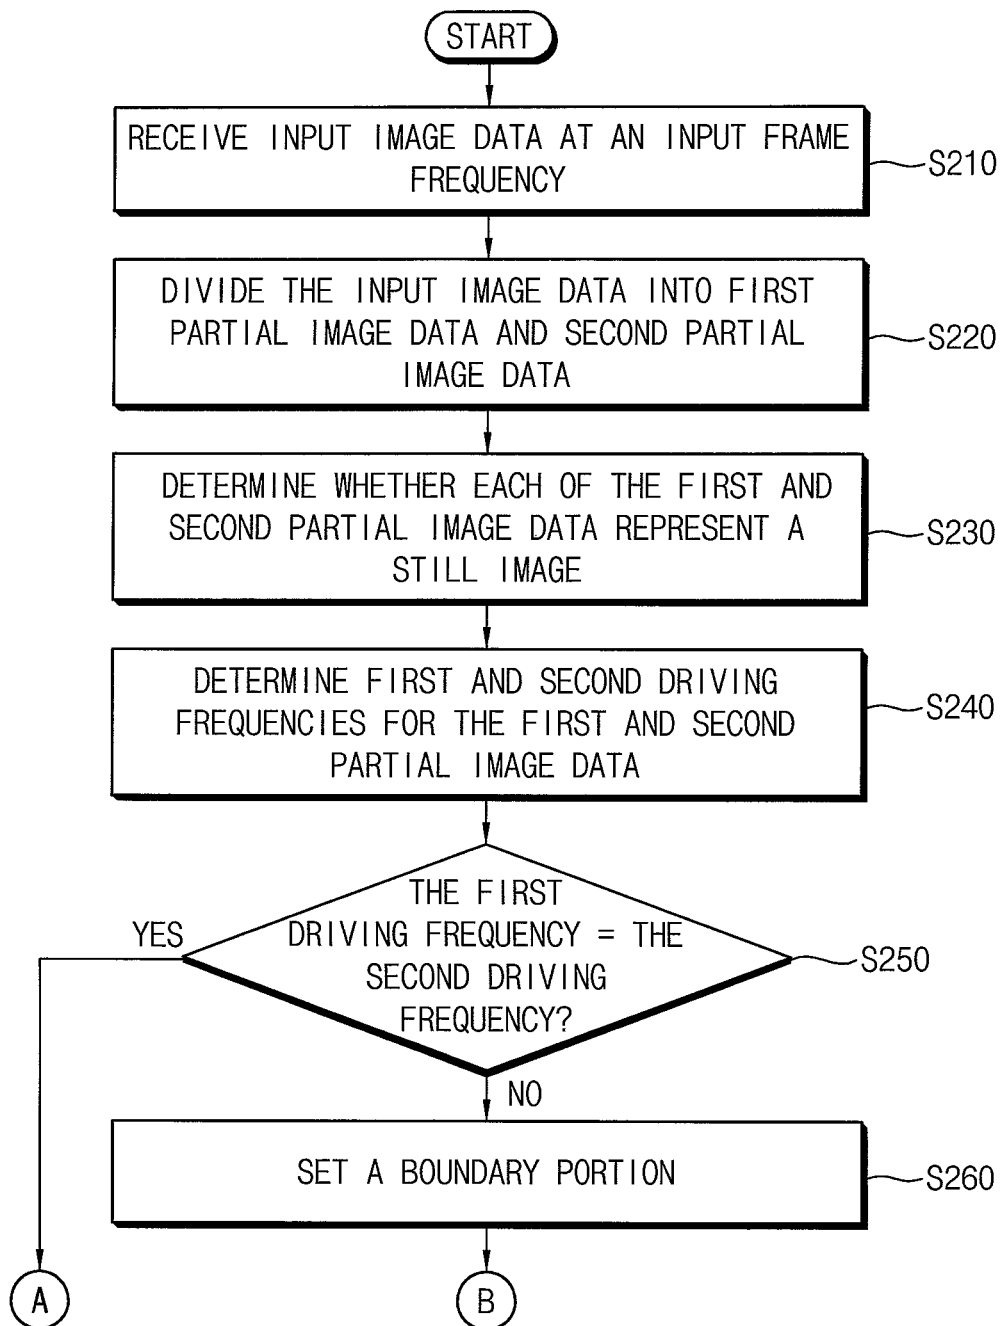 START
RECEIVE INPUT IMAGE DATA AT AN INPUT FRAME
FREQUENCY
S210
DIVIDE THE INPUT IMAGE DATA INTO FIRST
PARTIAL IMAGE DATA AND SECOND PARTIAL
IMAGE DATA
S220
DETERMINE WHETHER EACH OF THE FIRST AND
SECOND PARTIAL IMAGE DATA REPRESENT A
STILL IMAGE
S230
DETERMINE FIRST AND SECOND DRIVING
FREQUENCIES FOR THE FIRST AND SECOND
PARTIAL IMAGE DATA
S240
THE FIRST
DRIVING FREQUENCY = THE
SECOND DRIVING
FREQUENCY?
YES
S250
NO
SET A BOUNDARY PORTION
S260
A
B